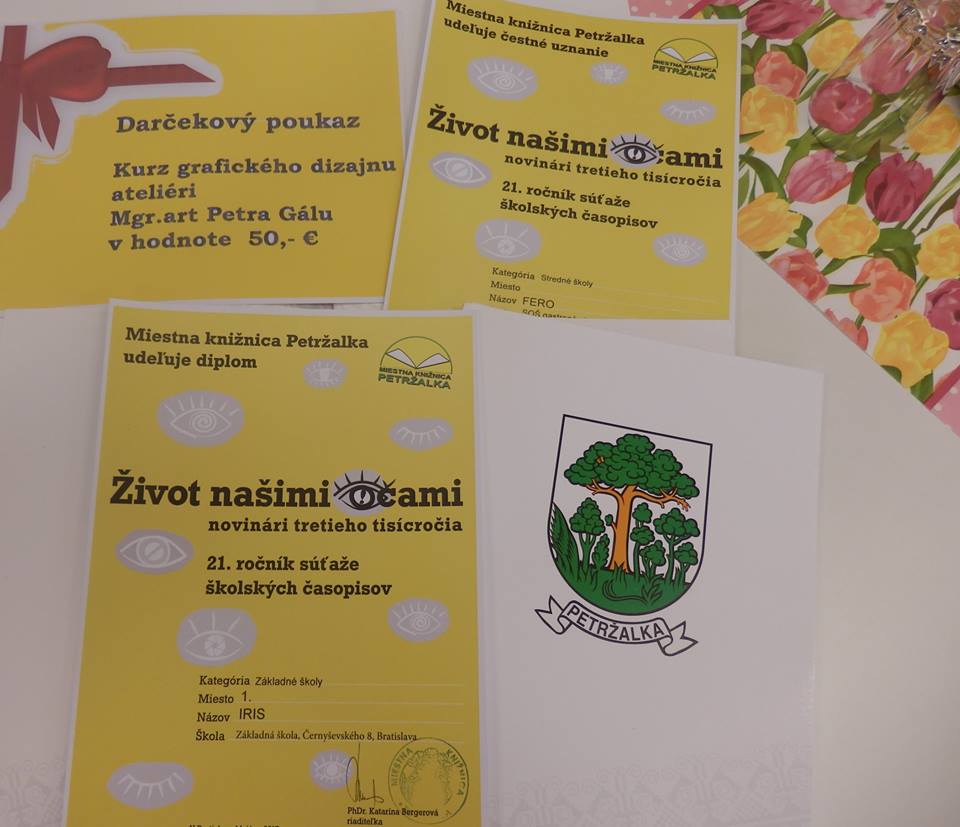 Darčekový poukaz
Kurz grafického dizajnu
ateliéri
Mgr.art Petra Gálu
v hodnote 50,- €
Miestna knižnica Petržalka
udeľuje čestné uznanie
MIESTNA KNIŽNICA
PETRŽALKA
Život našimi očami
novinári tretieho tisícročia
21. ročník súťaže
školských časopisov
Kategória Stredné školy
Miesto
Názov FERO
Miestna knižnica Petržalka
udeľuje diplom
MIESTNA KNIŽNICA
PETRŽALKA
Život našimi očami
novinári tretieho tisícročia
21. ročník súťaže
školských časopisov
Kategória Základné školy
Miesto 1.
Názov IRIS
Škola Základná škola, Černyševského 8, Bratislava
MIESTNA KNIŽNICA
PhDr. Katarína Bergerová
riaditeľka
PETRŽALKA